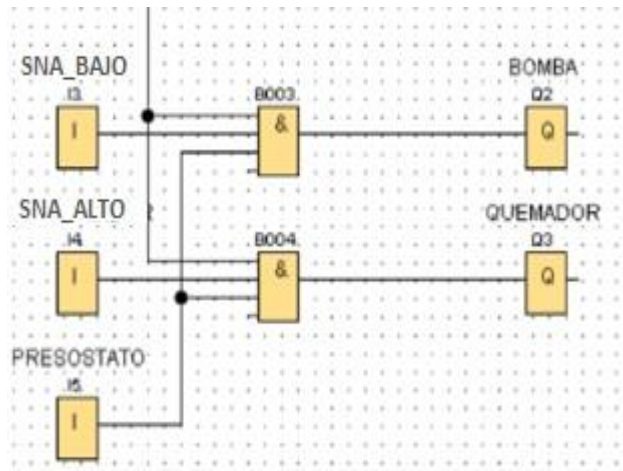 SNA_BAJO
I3
I
B003
&
BOMBA
Q2
Q
SNA_ALTO
I4
I
B004
&
QUEMADOR
Q3
Q
PRESOSTATO
I5
I